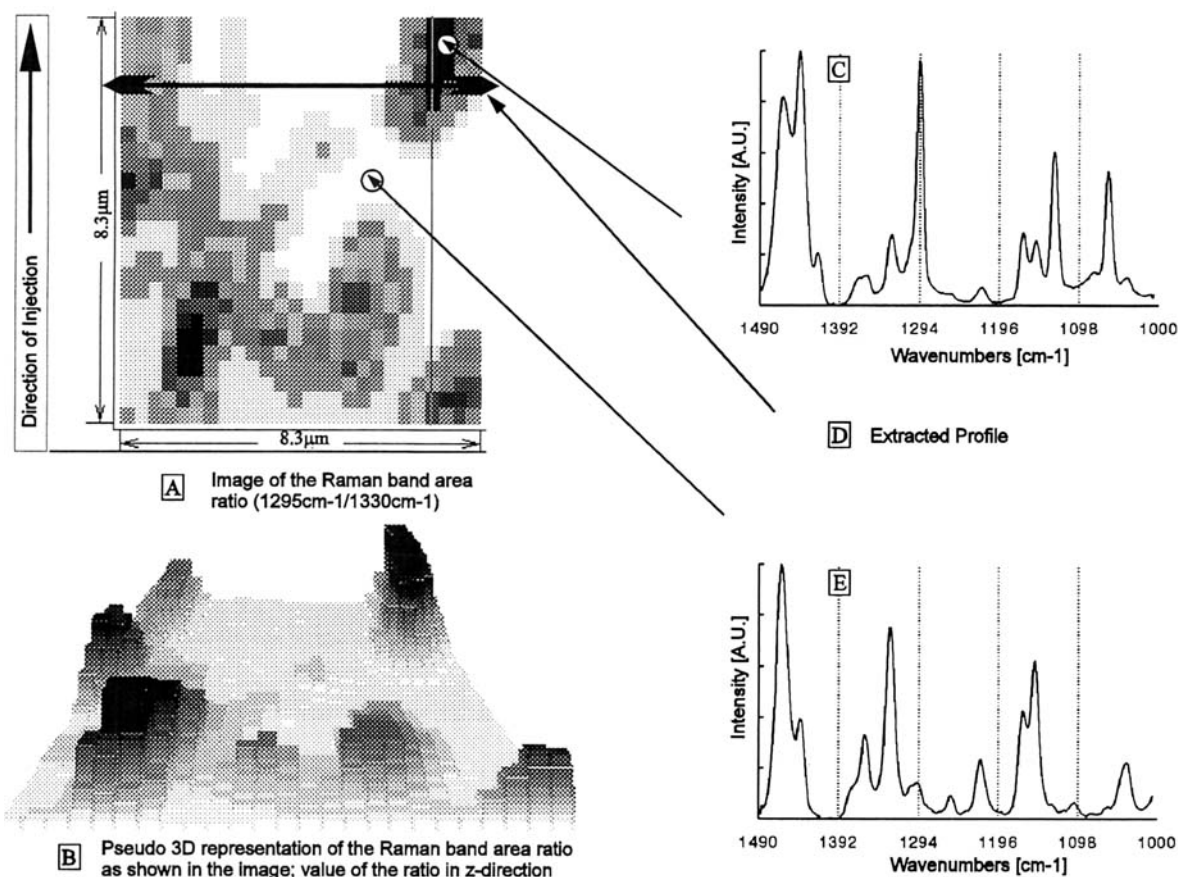 Direction of Injection
8.3µm
8.3µm
A Image of the Raman band area
ratio (1295cm-1/1330cm-1)
B Pseudo 3D representation of the Raman band area ratio
as shown in the image; value of the ratio in z-direction
C
Intensity [A.U.]
1490 1392 1294 1196 1098 1000
Wavenumbers [cm-1]
D Extracted Profile
E
Intensity [A.U.]
1490 1392 1294 1196 1098 1000
Wavenumbers [cm-1]